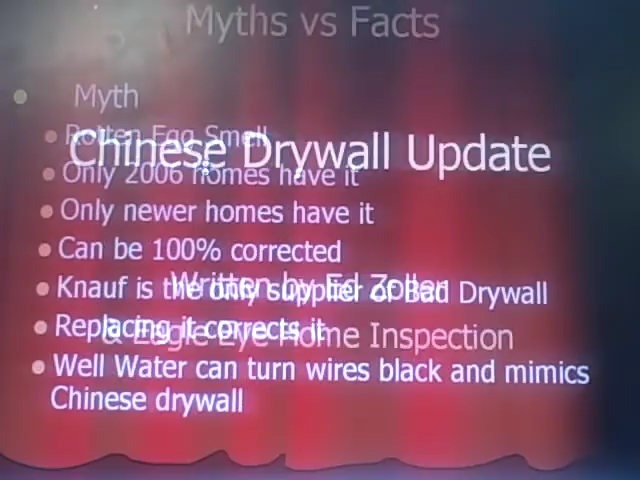 Myths vs Facts
Myth
Rotten Egg Smell
Chinese Drywall Update
Only 2006 homes have it
Only newer homes have it
Can be 100% corrected
Written by Ed Zoller
Knauf is the only supplier of Bad Drywall
Replacing it corrects it
& Eagle Eye Home Inspection
Well Water can turn wires black and mimics
Chinese drywall